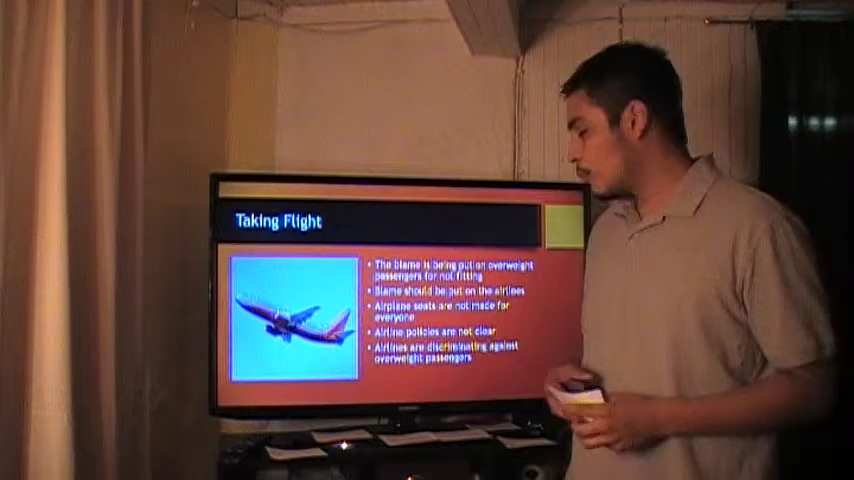 Taking Flight
• The blame is being put on overweight
passengers for not fitting
• Blame should be put on the airlines
• Airplane seats are not made for
everyone
• Airline policies are not clear
• Airlines are discriminating against
overweight passengers